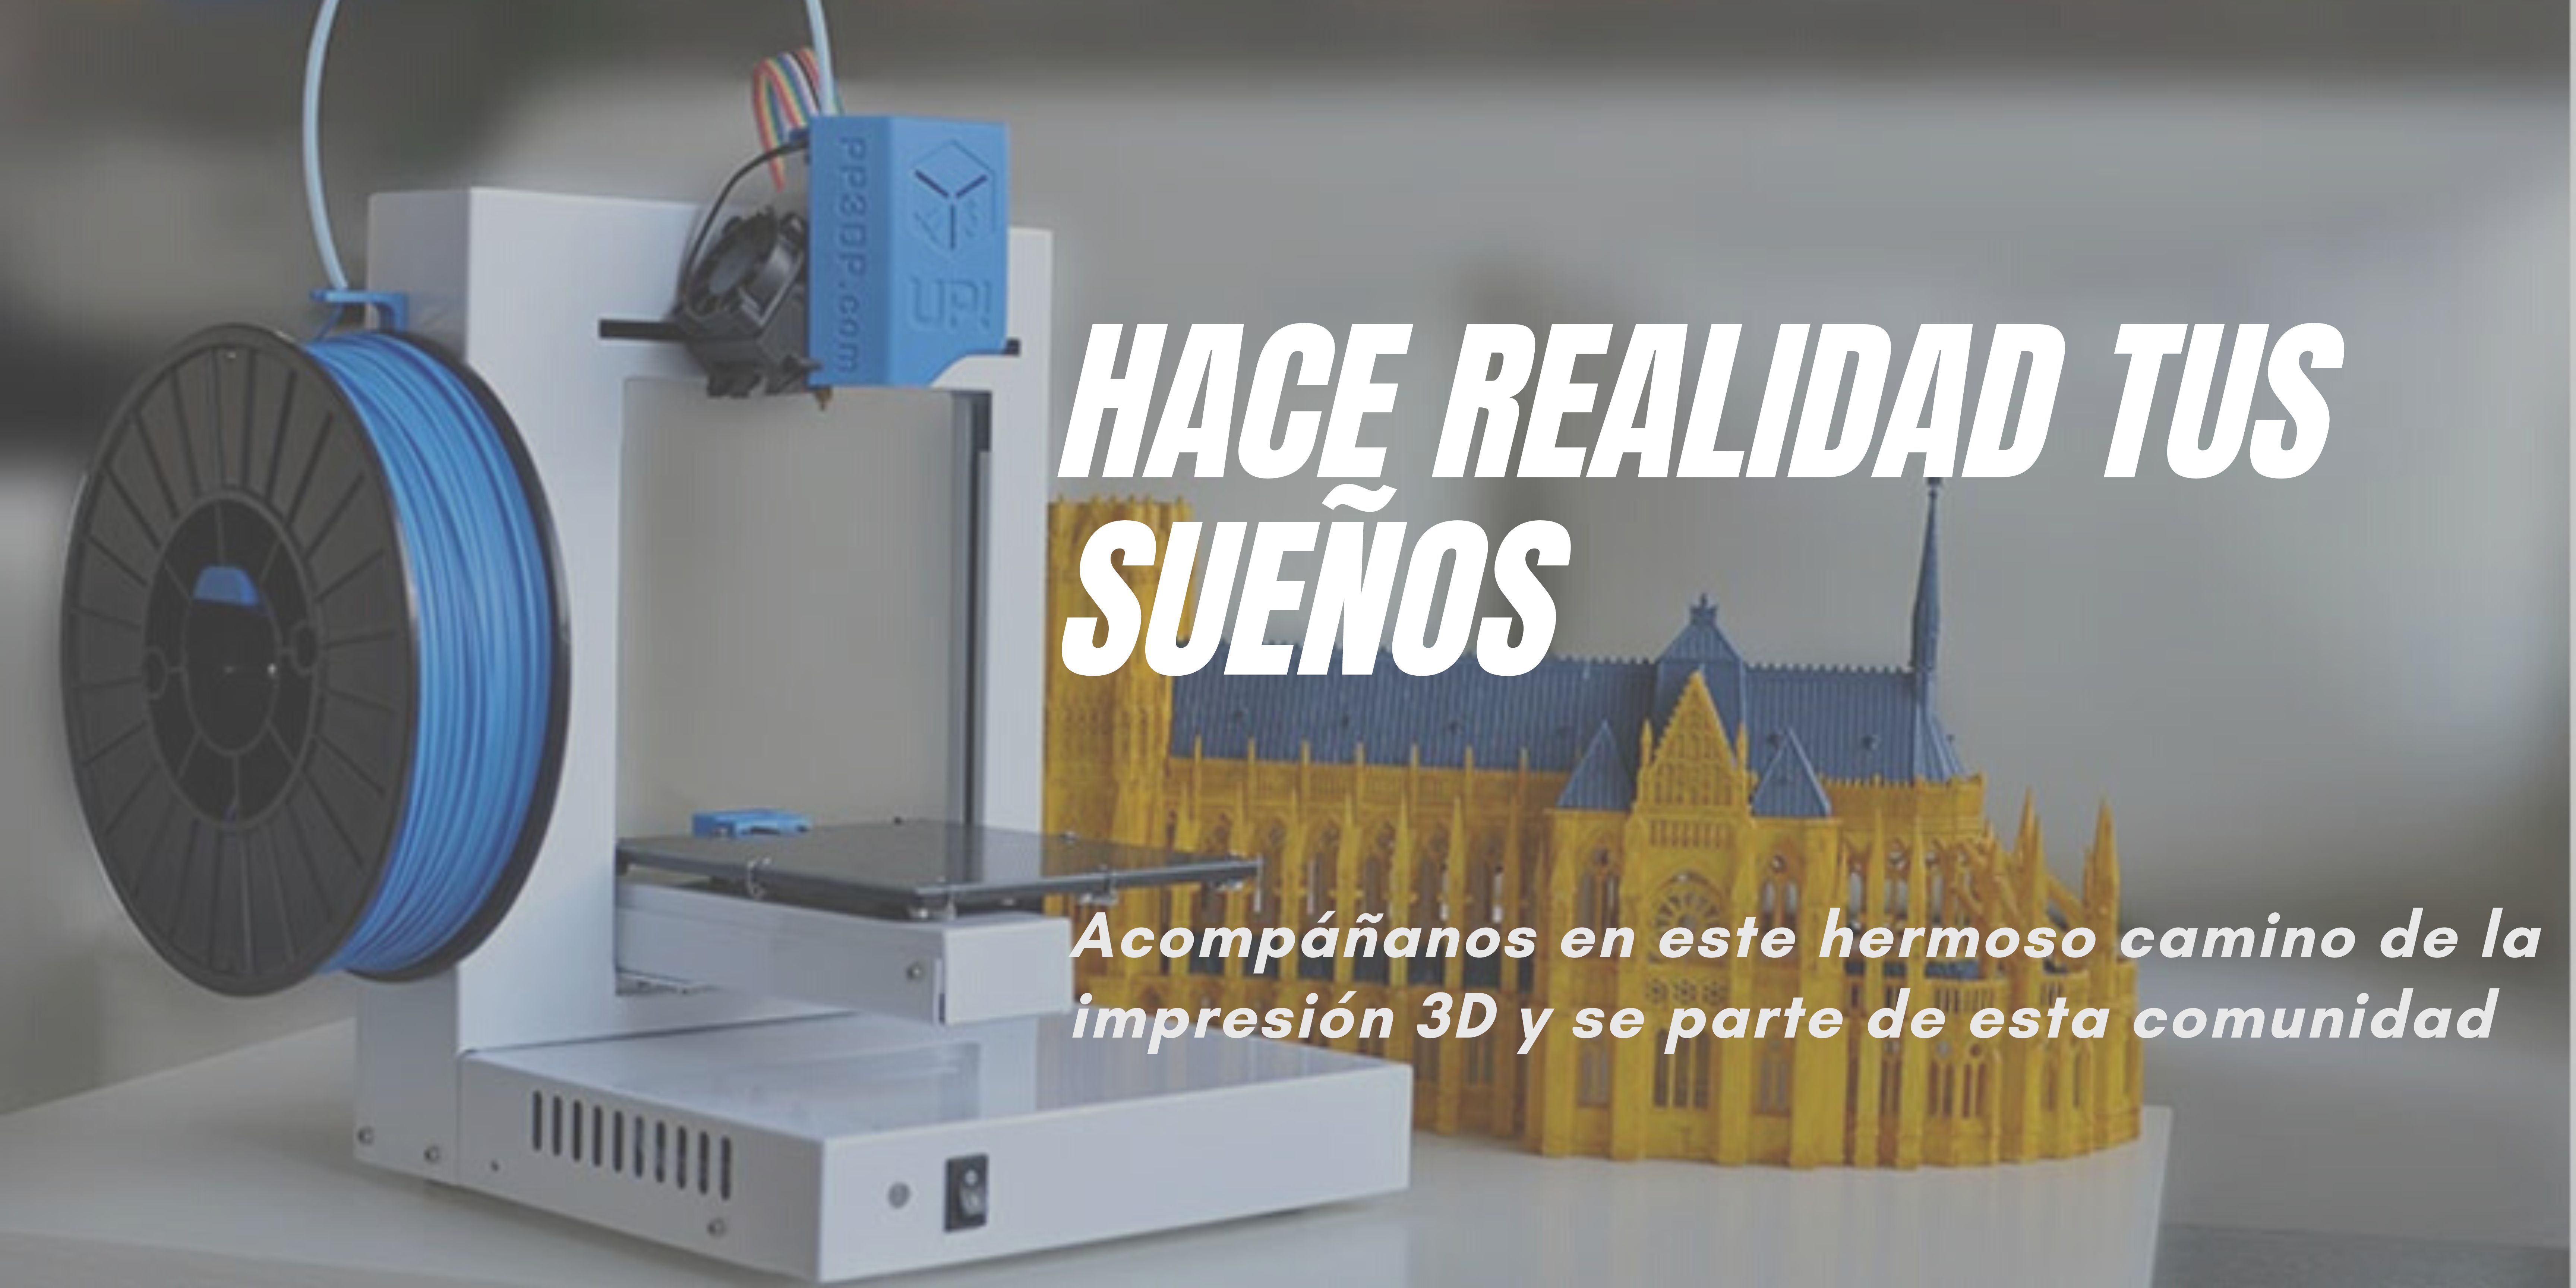 PP3DP.com
UP!
HACE REALIDAD TUS
SUEÑOS
Acompáñanos en este hermoso camino de la
impresión 3D y se parte de esta comunidad